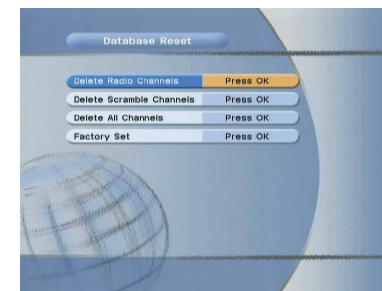 Database Reset
Delete Radio Channels Press OK
Delete Scramble Channels Press OK
Delete All Channels Press OK
Factory Set Press OK